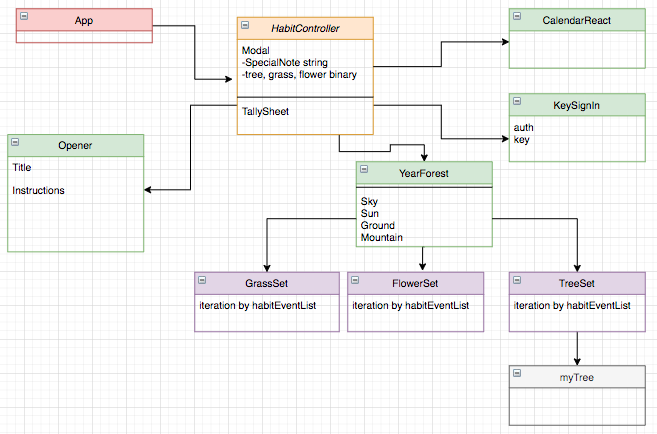 App
HabitController
Modal
-SpecialNote string
-tree, grass, flower binary
TallySheet
CalendarReact
KeySignIn
auth
key
Opener
Title
Instructions
YearForest
Sky
Sun
Ground
Mountain
GrassSet
iteration by habitEventList
FlowerSet
iteration by habitEventList
TreeSet
iteration by habitEventList
myTree